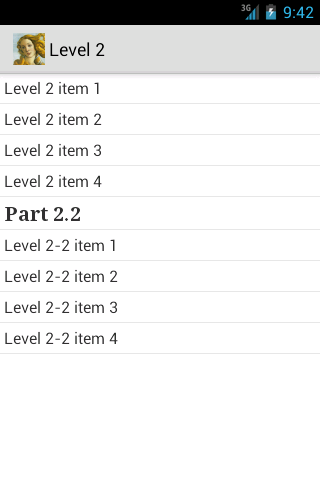 3G 9:42
Level 2
Level 2 item 1
Level 2 item 2
Level 2 item 3
Level 2 item 4
Part 2.2
Level 2-2 item 1
Level 2-2 item 2
Level 2-2 item 3
Level 2-2 item 4